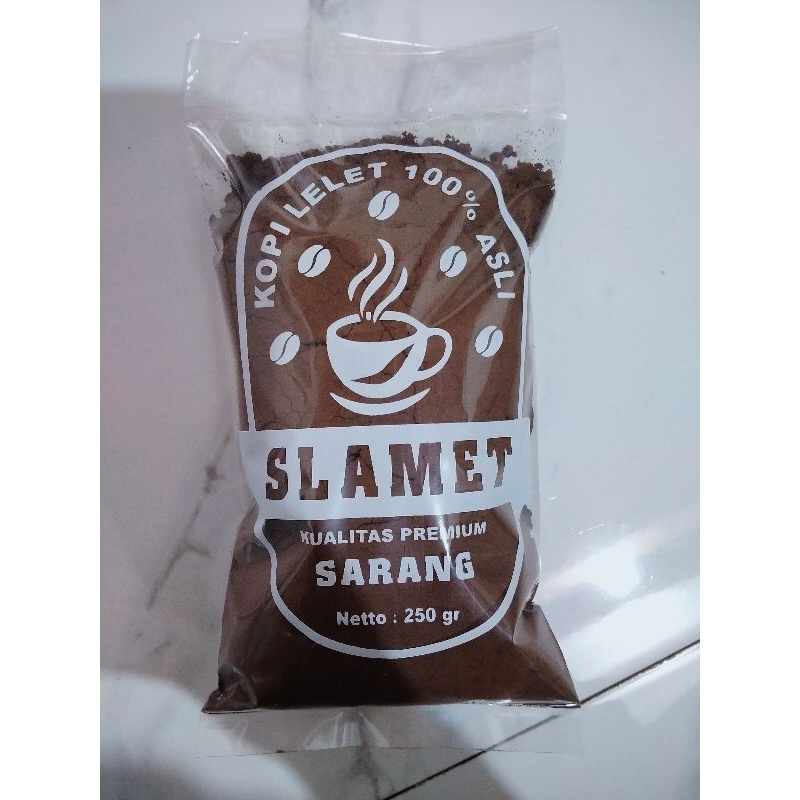 KOPI LELET 100% ASLI
SLAMET
KUALITAS PREMIUM
SARANG
Netto : 250 gr